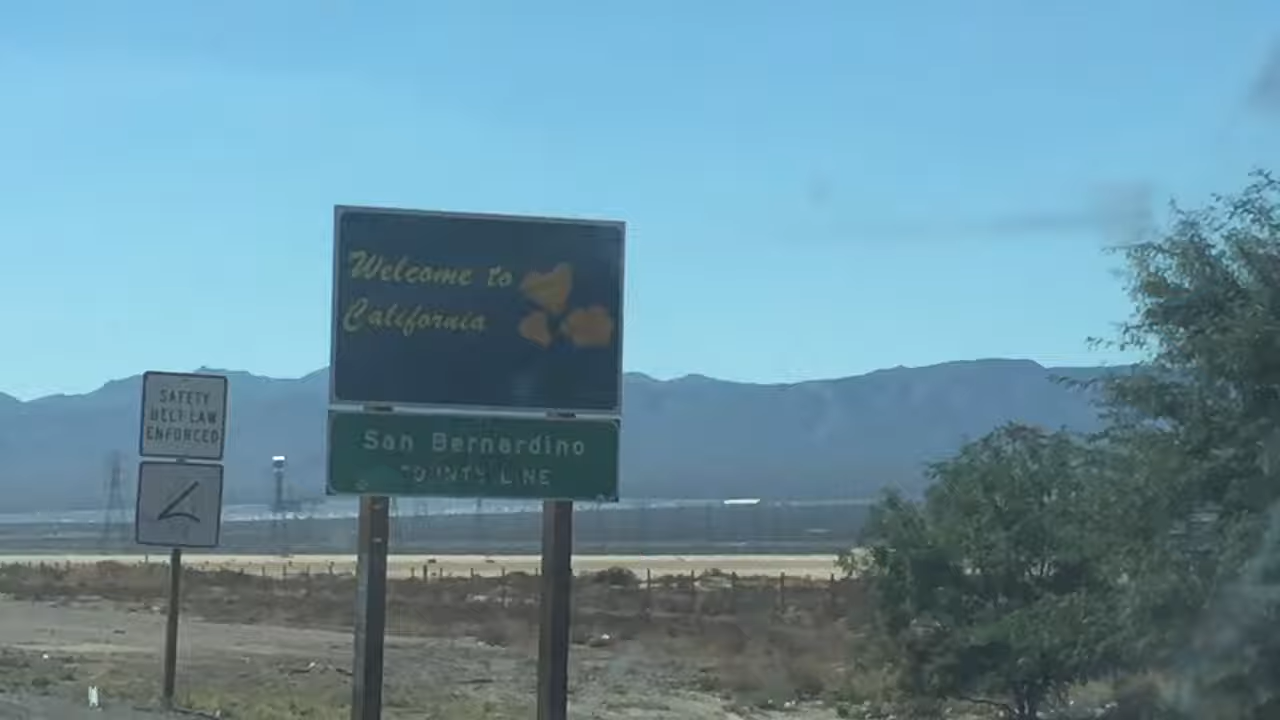 Welcome to
California
San Bernardino
COUNTY LINE
SAFETY
BELT LAW
ENFORCED